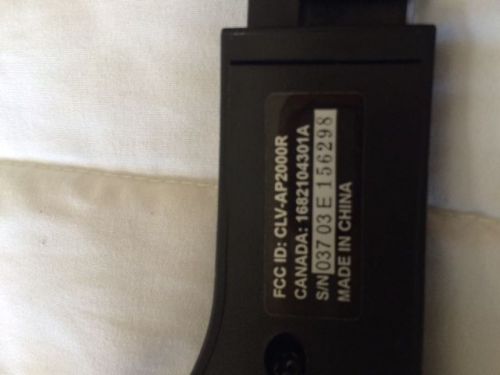 FCC ID: CLV-AP2000R
CANADA: 1682104301A
S/N 037 03 E 156298
MADE IN CHINA